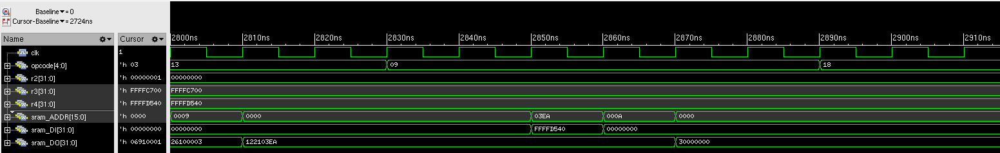 Baseline▼= 0
Cursor-Baseline▼= 2724ns
2800ns 2810ns 2820ns 2830ns 2840ns 2850ns 2860ns 2870ns 2880ns 2890ns 2900ns 2910ns
Name Cursor
clk 1
opcode[4:0] 'h 03 13 09 18
r2[31:0] 'h 00000001 00000000
r3[31:0] 'h FFFFC700 FFFFC700
r4[31:0] 'h FFFFD540 FFFFD540
sram_ADDR[15:0] 'h 0000 0009 0000 03EA 000A 0000
sram_DI[31:0] 'h 00000000 00000000 FFFFD540 00000000
sram_DO[31:0] 'h 06910001 26100003 122103EA 30000000